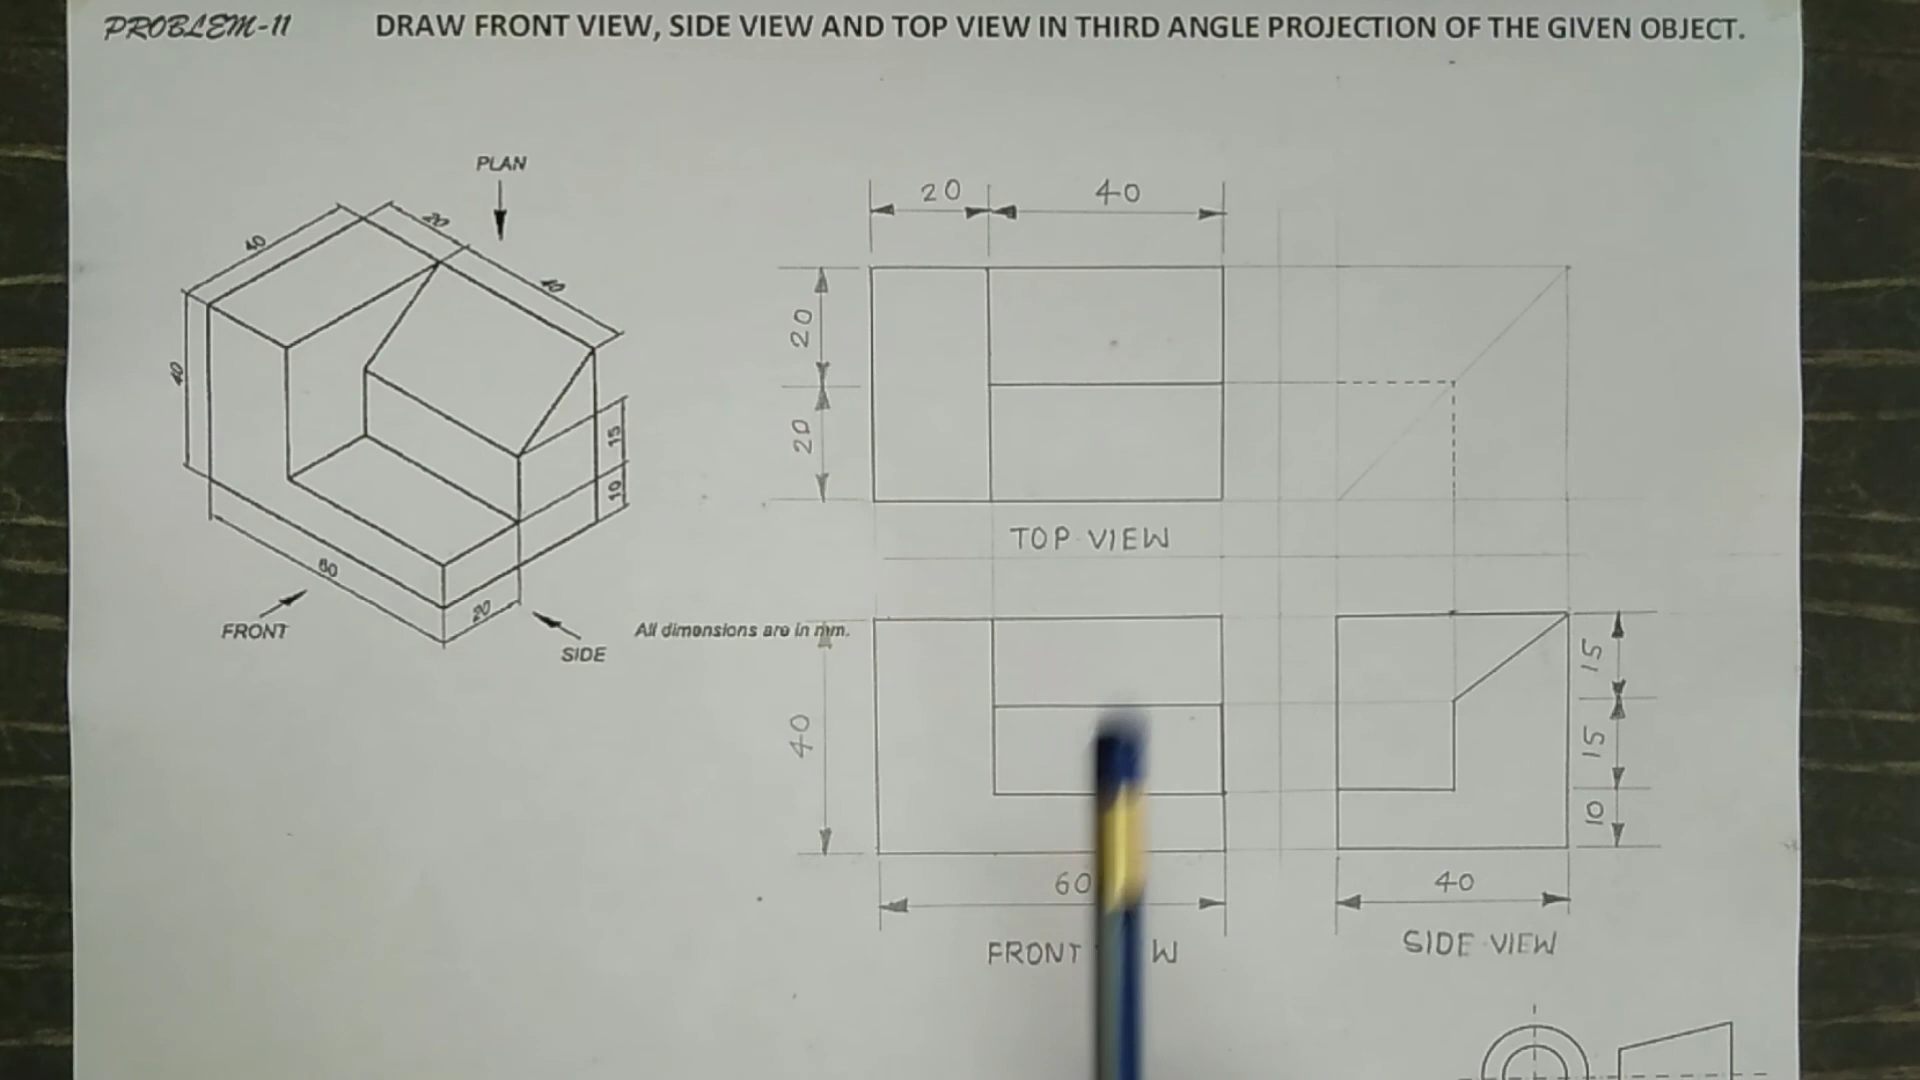 PROBLEM-11 DRAW FRONT VIEW, SIDE VIEW AND TOP VIEW IN THIRD ANGLE PROJECTION OF THE GIVEN OBJECT.
PLAN
40
20
40
40
15
10
60
20
FRONT
SIDE
All dimensions are in mm.
20
40
20
20
TOP VIEW
40
60
FRONT
SIDE VIEW
15
15
10
40